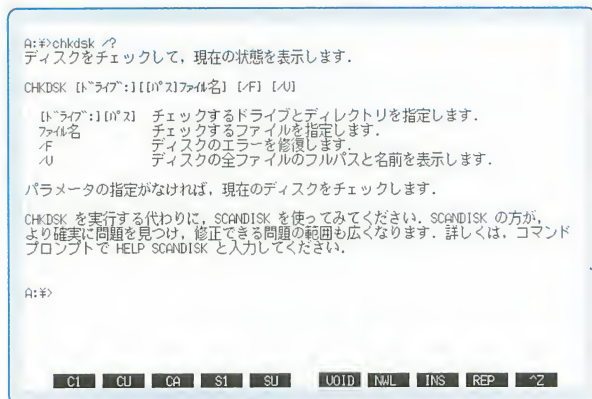 A:¥>chkdsk /?
ディスクをチェックして，現在の状態を表示します．
CHKDSK [ﾄﾞﾗｲﾌﾞ:][[ﾊﾟｽ]ﾌｧｲﾙ名] [/F] [/V]
[ﾄﾞﾗｲﾌﾞ:][ﾊﾟｽ] チェックするドライブとディレクトリを指定します．
ﾌｧｲﾙ名 チェックするファイルを指定します．
/F ディスクのエラーを修復します．
/V ディスクの全ファイルのフルパスと名前を表示します．
パラメータの指定がなければ，現在のディスクをチェックします．
CHKDSK を実行する代わりに，SCANDISK を使ってみてください．SCANDISK の方が，
より確実に問題を見つけ，修正できる問題の範囲も広くなります．詳しくは，コマンド
プロンプトで HELP SCANDISK と入力してください．
A:¥>
C1 CU CA S1 SU VOID NWL INS REP ^Z